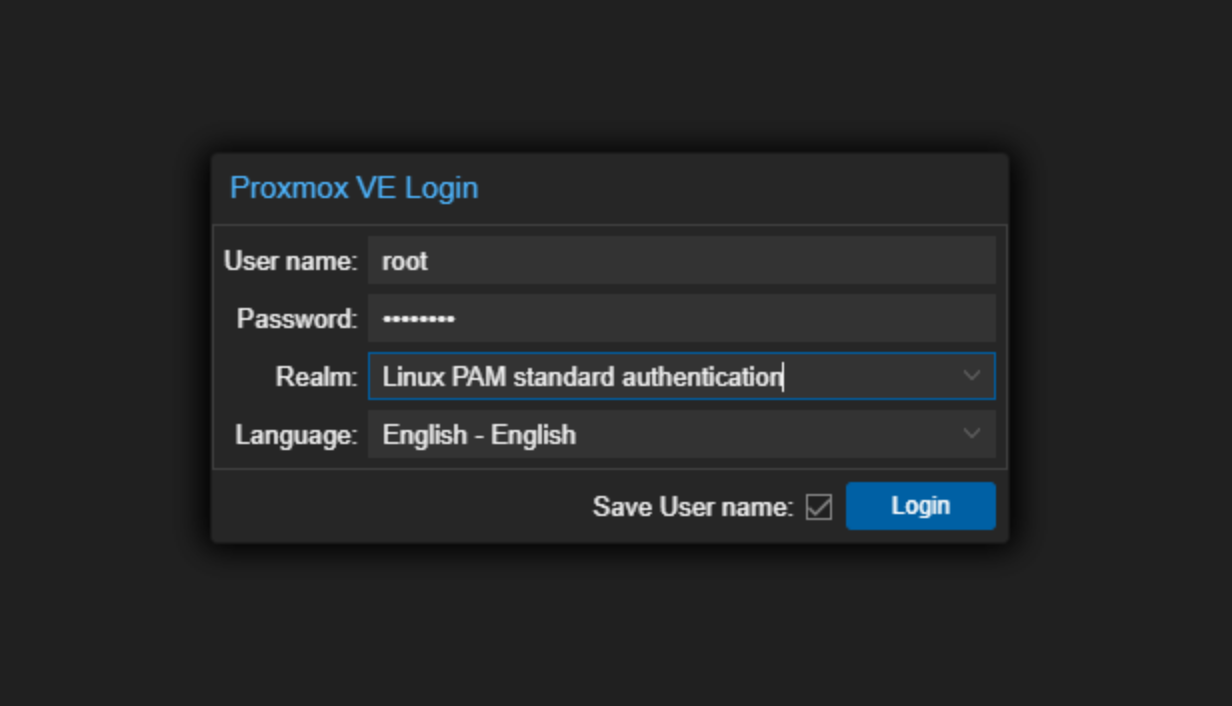 Proxmox VE Login
User name: root
Password: ••••••••
Realm: Linux PAM standard authentication
Language: English - English
Save User name: Login